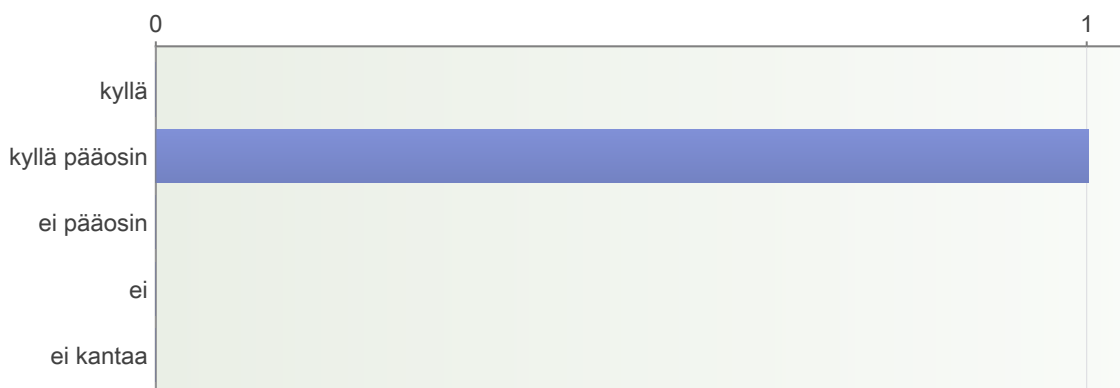 0 1
kyllä
kyllä pääosin
ei pääosin
ei
ei kantaa